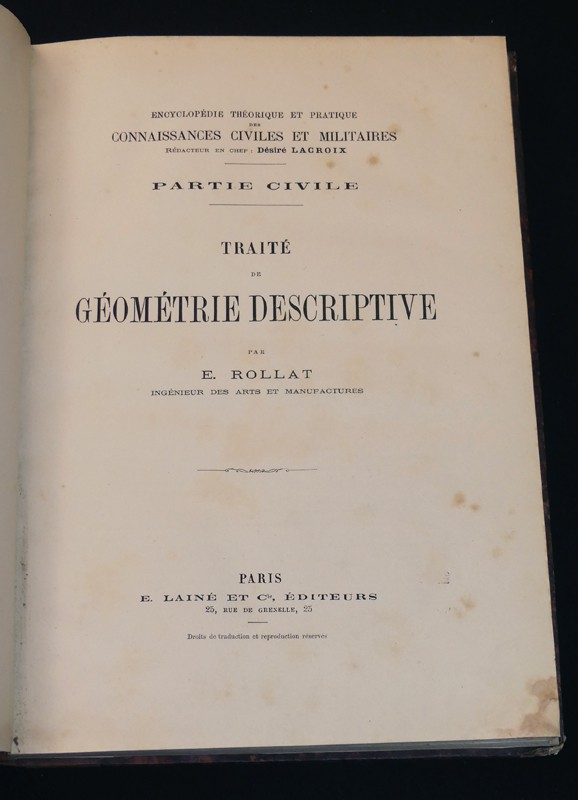 ENCYCLOPÉDIE THÉORIQUE ET PRATIQUE
DES
CONNAISSANCES CIVILES ET MILITAIRES
RÉDACTEUR EN CHEF : Désiré LACROIX
PARTIE CIVILE
TRAITÉ
DE
GÉOMÉTRIE DESCRIPTIVE
PAR
E. ROLLAT
INGÉNIEUR DES ARTS ET MANUFACTURES
PARIS
E. LAINÉ ET Cie, ÉDITEURS
25, RUE DE GRENELLE, 25
Droits de traduction et reproduction réservés